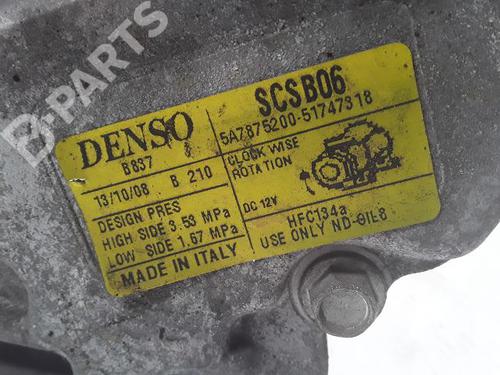 B-PARTS
DENSO
SCSB06
B837 8
5A7875200-51747318
13/10/08 B 210
CLOCK WISE
ROTATION
DESIGN PRES
HIGH SIDE 3.53 MPa
LOW SIDE 1.67 MPa
DC 12V
HFC134a
USE ONLY ND-OIL8
MADE IN ITALY